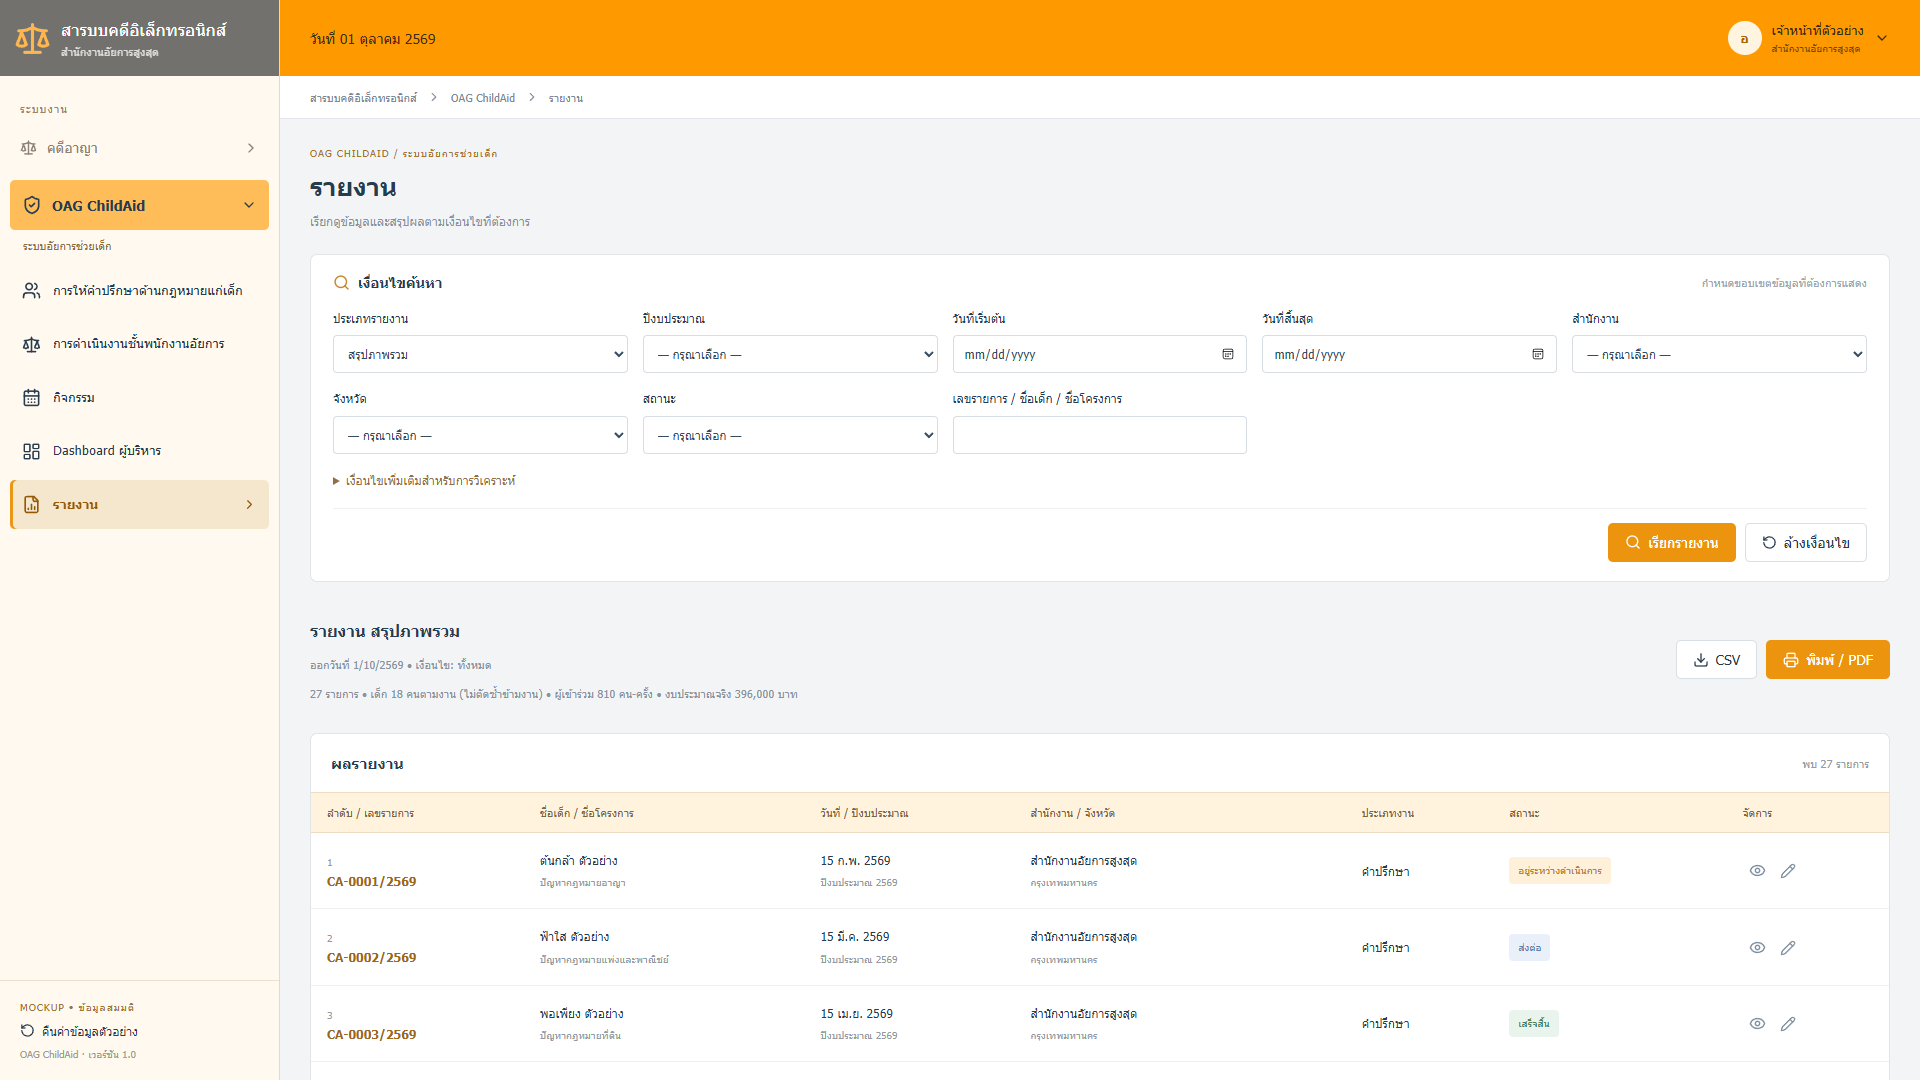 สารบบคดีอิเล็กทรอนิกส์
สำนักงานอัยการสูงสุด
วันที่ 01 ตุลาคม 2569
อ
เจ้าหน้าที่ตัวอย่าง
สำนักงานอัยการสูงสุด
ระบบงาน
คดีอาญา
OAG ChildAid
ระบบอัยการช่วยเด็ก
การให้คำปรึกษาด้านกฎหมายแก่เด็ก
การดำเนินงานชั้นพนักงานอัยการ
กิจกรรม
Dashboard ผู้บริหาร
รายงาน
MOCKUP • ข้อมูลสมมติ
คืนค่าข้อมูลตัวอย่าง
OAG ChildAid · เวอร์ชัน 1.0
สารบบคดีอิเล็กทรอนิกส์ > OAG ChildAid > รายงาน
OAG CHILDAID / ระบบอัยการช่วยเด็ก
รายงาน
เรียกดูข้อมูลและสรุปผลตามเงื่อนไขที่ต้องการ
เงื่อนไขค้นหา
กำหนดขอบเขตข้อมูลที่ต้องการแสดง
ประเภทรายงาน ปีงบประมาณ วันที่เริ่มต้น วันที่สิ้นสุด สำนักงาน
สรุปภาพรวม — กรุณาเลือก — mm/dd/yyyy mm/dd/yyyy — กรุณาเลือก —
จังหวัด สถานะ เลขรายการ / ชื่อเด็ก / ชื่อโครงการ
— กรุณาเลือก — — กรุณาเลือก —
เงื่อนไขเพิ่มเติมสำหรับการวิเคราะห์
เรียกรายงาน ล้างเงื่อนไข
รายงาน สรุปภาพรวม
ออกวันที่ 1/10/2569 • เงื่อนไข: ทั้งหมด
27 รายการ • เด็ก 18 คนตามงาน (ไม่ตัดซ้ำข้ามงาน) • ผู้เข้าร่วม 810 คน-ครั้ง • งบประมาณจริง 396,000 บาท
CSV พิมพ์ / PDF
ผลรายงาน
พบ 27 รายการ
ลำดับ / เลขรายการ ชื่อเด็ก / ชื่อโครงการ วันที่ / ปีงบประมาณ สำนักงาน / จังหวัด ประเภทงาน สถานะ จัดการ
1 ต้นกล้า ตัวอย่าง 15 ก.พ. 2569 สำนักงานอัยการสูงสุด คำปรึกษา อยู่ระหว่างดำเนินการ
CA-0001/2569 ปัญหากฎหมายอาญา ปีงบประมาณ 2569 กรุงเทพมหานคร
2 ฟ้าใส ตัวอย่าง 15 มี.ค. 2569 สำนักงานอัยการสูงสุด คำปรึกษา ส่งต่อ
CA-0002/2569 ปัญหากฎหมายแพ่งและพาณิชย์ ปีงบประมาณ 2569 กรุงเทพมหานคร
3 พอเพียง ตัวอย่าง 15 เม.ย. 2569 สำนักงานอัยการสูงสุด คำปรึกษา เสร็จสิ้น
CA-0003/2569 ปัญหากฎหมายที่ดิน ปีงบประมาณ 2569 กรุงเทพมหานคร